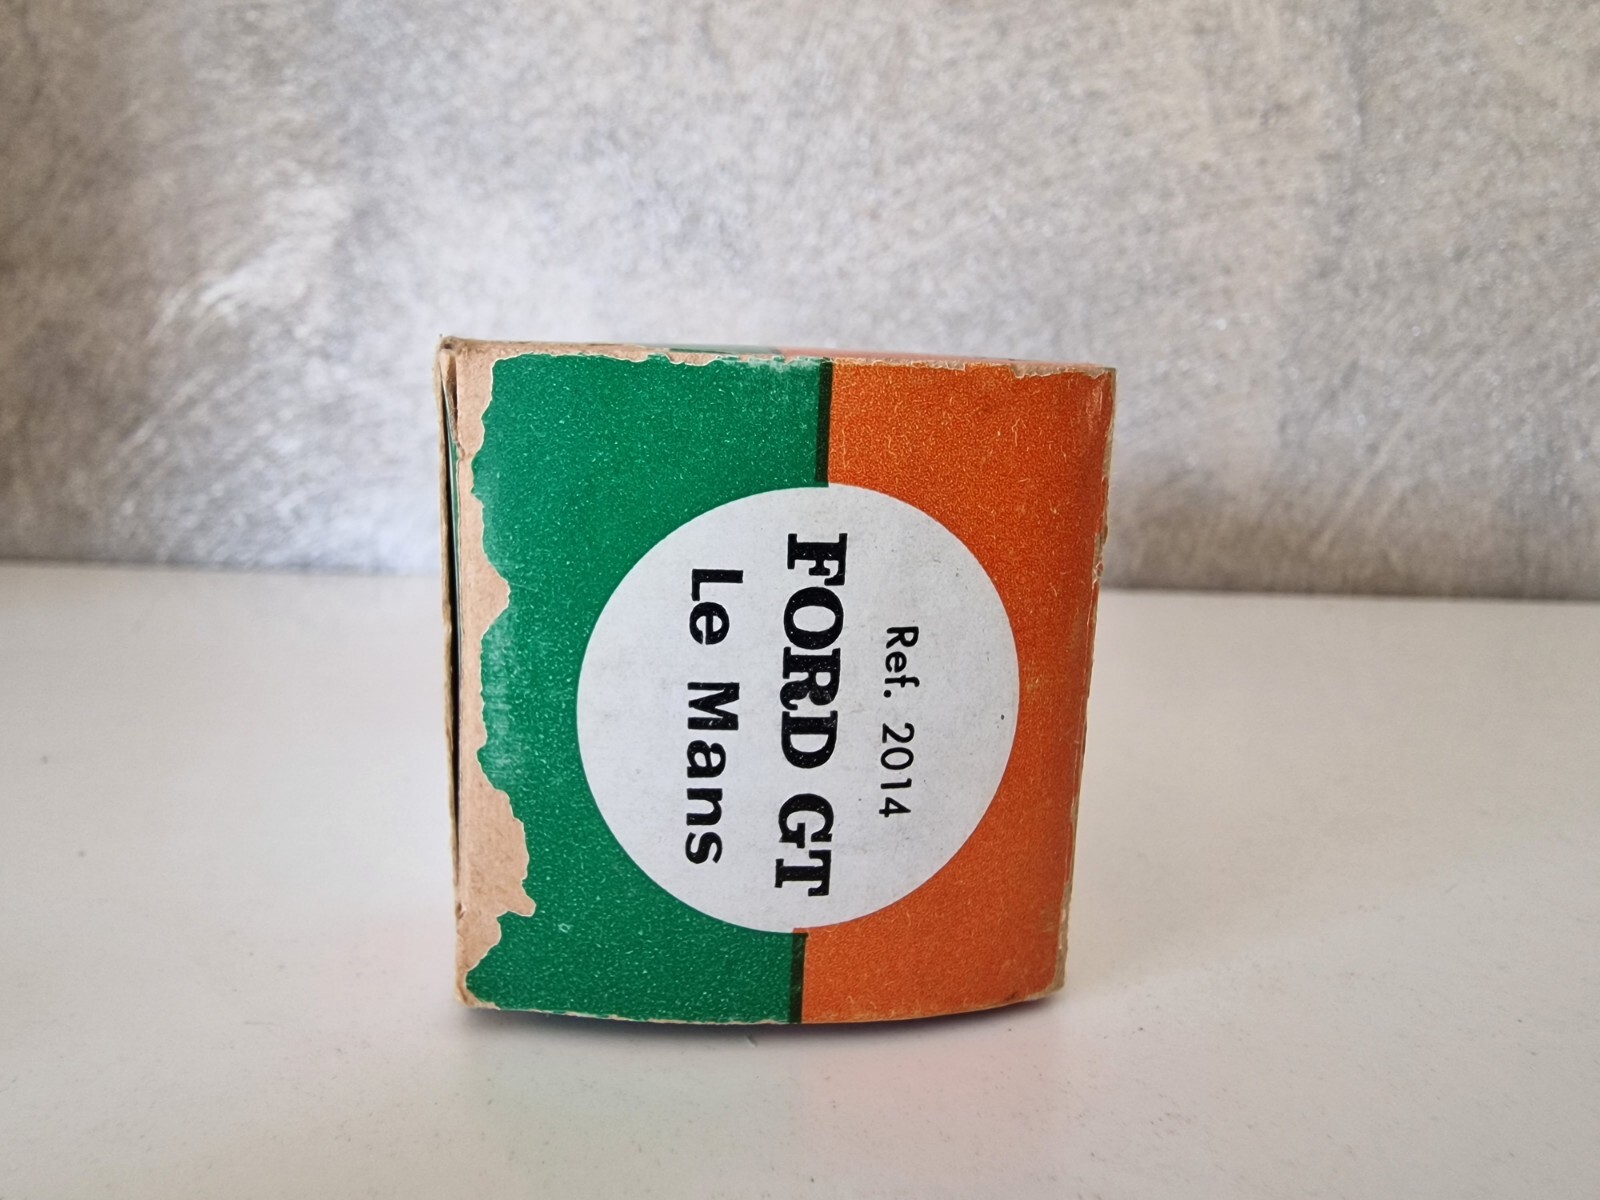 Ref. 2014
FORD GT
Le Mans